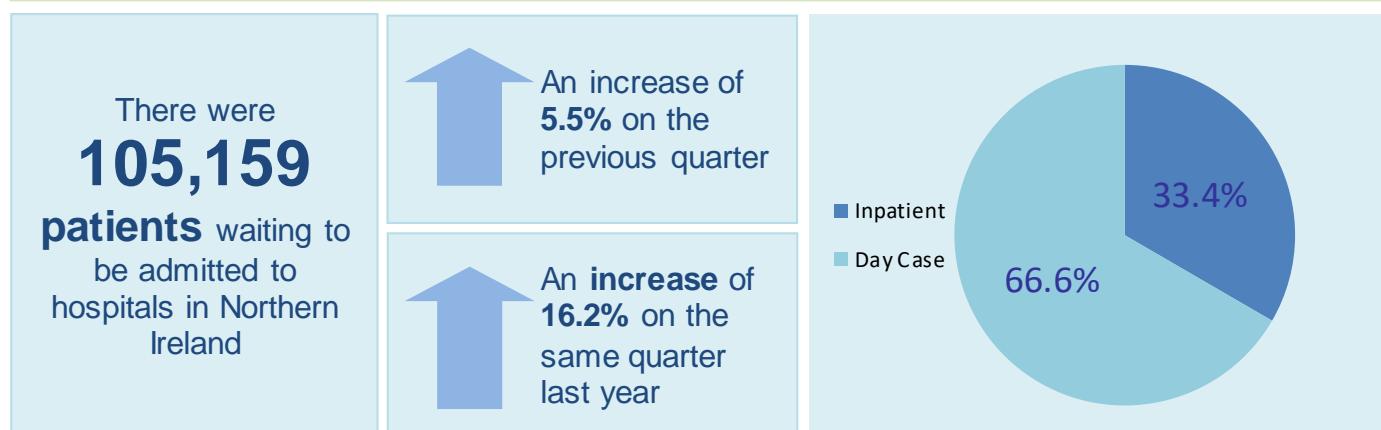 There were
105,159
patients waiting to
be admitted to
hospitals in Northern
Ireland
An increase of
5.5% on the
previous quarter
An increase of
16.2% on the
same quarter
last year
Inpatient
Day Case
33.4%
66.6%